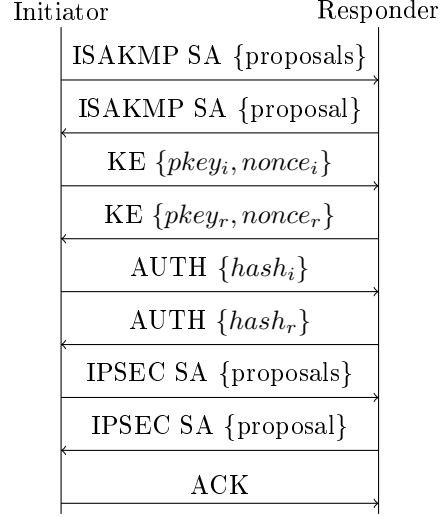 Initiator Responder
ISAKMP SA {proposals}
ISAKMP SA {proposal}
KE {pkey_i, nonce_i}
KE {pkey_r, nonce_r}
AUTH {hash_i}
AUTH {hash_r}
IPSEC SA {proposals}
IPSEC SA {proposal}
ACK